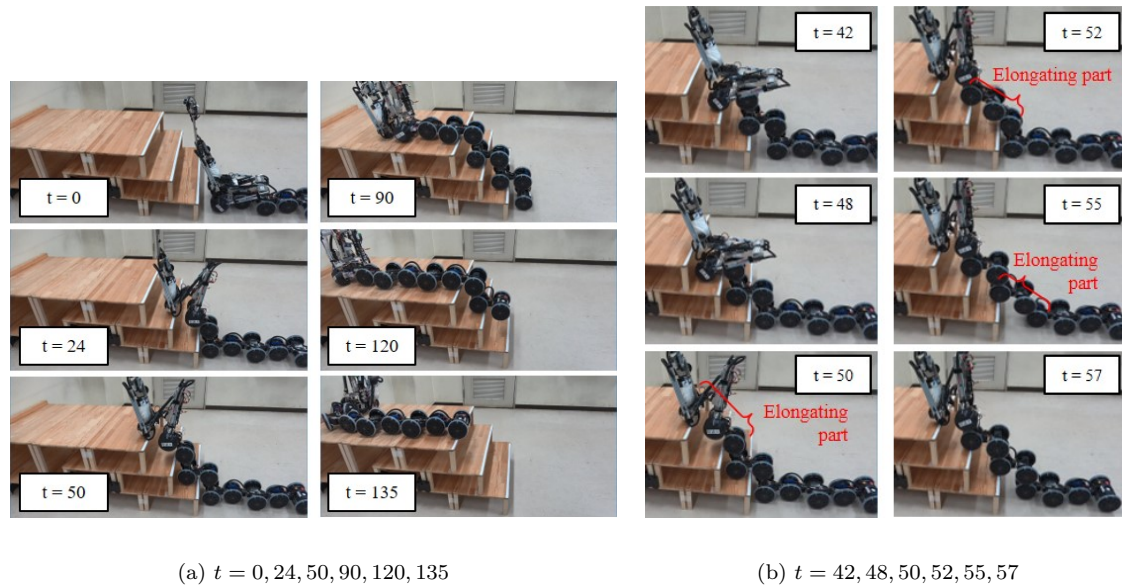 t = 0
t = 24
t = 50
t = 90
t = 120
t = 135
(a) t = 0, 24, 50, 90, 120, 135
t = 42
t = 48
t = 50
Elongating
part
t = 52
Elongating part
t = 55
Elongating
part
t = 57
(b) t = 42, 48, 50, 52, 55, 57